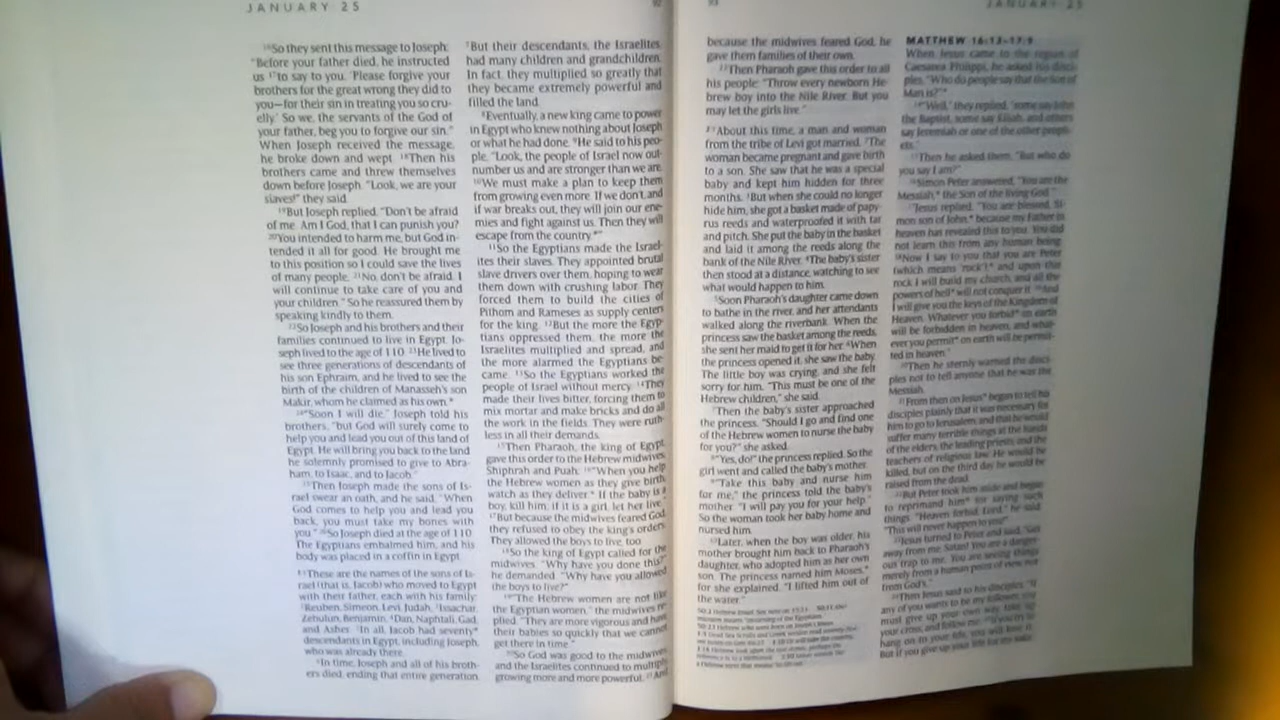 JANUARY 25
92
¹⁶So they sent this message to Joseph:
"Before your father died, he instructed
us ¹⁷to say to you: 'Please forgive your
brothers for the great wrong they did to
you—for their sin in treating you so cru-
elly.' So we, the servants of God of
your father, beg you to forgive our sin."
When Joseph received the message,
he broke down and wept. ¹⁸Then his
brothers came and threw themselves
down before Joseph. "Look, we are your
slaves!" they said.
¹⁹But Joseph replied, "Don't be afraid
of me. Am I God, that I can punish you?
²⁰You intended to harm me, but God in-
tended it all for good. He brought me
to this position so I could save the lives
of many people. ²¹No, don't be afraid. I
will continue to take care of you and
your children." So he reassured them by
speaking kindly to them.
²²So Joseph and his brothers and their
families continued to live in Egypt. Jo-
seph lived to the age of 110. ²³He lived to
see three generations of descendants of
his son Ephraim, and he lived to see the
birth of the children of Manasseh's son
Makir, whom he claimed as his own.*
²⁴"Soon I will die," Joseph told his
brothers, "but God will surely come to
help you and lead you out of this land of
Egypt. He will bring you back to the land
he solemnly promised to give to Abra-
ham, to Isaac, and to Jacob."
²⁵Then Joseph made the sons of Is-
rael swear an oath, and he said, "When
God comes to help you and lead you
back, you must take my bones with
you." ²⁶So Joseph died at the age of 110.
The Egyptians embalmed him, and his
body was placed in a coffin in Egypt.
¹:¹These are the names of the sons of Is-
rael (that is, Jacob) who moved to Egypt
with their father, each with his family:
²Reuben, Simeon, Levi, Judah, ³Issachar,
Zebulun, Benjamin, ⁴Dan, Naphtali, Gad,
and Asher. ⁵In all, Jacob had seventy*
descendants in Egypt, including Joseph,
who was already there.
⁶In time, Joseph and all of his broth-
ers died, ending that entire generation.
⁷But their descendants, the Israelites,
had many children and grandchildren.
In fact, they multiplied so greatly that
they became extremely powerful and
filled the land.
⁸Eventually, a new king came to power
in Egypt who knew nothing about Joseph
or what he had done. ⁹He said to his peo-
ple, "Look, the people of Israel now out-
number us and are stronger than we are.
¹⁰We must make a plan to keep them
from growing even more. If we don't, and
if war breaks out, they will join our ene-
mies and fight against us. Then they will
escape from the country.*"
¹¹So the Egyptians made the Israel-
ites their slaves. They appointed brutal
slave drivers over them, hoping to wear
them down with crushing labor. They
forced them to build the cities of
Pithom and Rameses as supply centers
for the king. ¹²But the more the Egyp-
tians oppressed them, the more the
Israelites multiplied and spread, and
the more alarmed the Egyptians be-
came. ¹³So the Egyptians worked the
people of Israel without mercy. ¹⁴They
made their lives bitter, forcing them to
mix mortar and make bricks and do all
the work in the fields. They were ruth-
less in all their demands.
¹⁵Then Pharaoh, the king of Egypt,
gave this order to the Hebrew midwives,
Shiphrah and Puah: ¹⁶"When you help
the Hebrew women as they give birth,
watch as they deliver.* If the baby is a
boy, kill him; if it is a girl, let her live."
¹⁷But because the midwives feared God,
they refused to obey the king's orders.
They allowed the boys to live, too.
¹⁸So the king of Egypt called for the
midwives. "Why have you done this?"
he demanded. "Why have you allowed
the boys to live?"
¹⁹"The Hebrew women are not like
the Egyptian women," the midwives re-
plied. "They are more vigorous and have
their babies so quickly that we cannot
get there in time."
²⁰So God was good to the midwives,
and the Israelites continued to multiply,
growing more and more powerful. ²¹And
93
JANUARY 25
because the midwives feared God, he
gave them families of their own.
²²Then Pharaoh gave this order to all
his people: "Throw every newborn He-
brew boy into the Nile River. But you
may let the girls live."
²:¹About this time, a man and woman
from the tribe of Levi got married. ²The
woman became pregnant and gave birth
to a son. She saw that he was a special
baby and kept him hidden for three
months. ³But when she could no longer
hide him, she got a basket made of papy-
rus reeds and waterproofed it with tar
and pitch. She put the baby in the basket
and laid it among the reeds along the
bank of the Nile River. ⁴The baby's sister
then stood at a distance, watching to see
what would happen to him.
⁵Soon Pharaoh's daughter came down
to bathe in the river, and her attendants
walked along the riverbank. When the
princess saw the basket among the reeds,
she sent her maid to get it for her. ⁶When
the princess opened it, she saw the baby.
The little boy was crying, and she felt
sorry for him. "This must be one of the
Hebrew children," she said.
⁷Then the baby's sister approached
the princess. "Should I go and find one
of the Hebrew women to nurse the baby
for you?" she asked.
⁸"Yes, do!" the princess replied. So the
girl went and called the baby's mother.
⁹"Take this baby and nurse him
for me," the princess told the baby's
mother. "I will pay for your help."
So the woman took her baby home and
nursed him.
¹⁰Later, when the boy was older, his
mother brought him back to Pharaoh's
daughter, who adopted him as her own
son. The princess named him Moses,*
for she explained, "I lifted him out of
the water."
MATTHEW 16:13–17:9
When Jesus came to the region of
Caesarea Philippi, he asked his disci-
ples, "Who do people say that the Son of
Man is?"*
¹⁴"Well," they replied, "some say John
the Baptist, some say Elijah, and others
say Jeremiah or one of the other proph-
ets."
¹⁵Then he asked them, "But who do
you say I am?"
¹⁶Simon Peter answered, "You are the
Messiah,* the Son of the living God."
¹⁷Jesus replied, "You are blessed, Si-
mon son of John,* because my Father in
heaven has revealed this to you. You did
not learn this from any human being.
¹⁸Now I say to you that you are Peter
(which means 'rock'),* and upon this
rock I will build my church, and all the
powers of hell* will not conquer it. ¹⁹And
I will give you the keys of the Kingdom of
Heaven. Whatever you forbid* on earth
will be forbidden in heaven, and what-
ever you permit* on earth will be permit-
ted in heaven."
²⁰Then he sternly warned the disci-
ples not to tell anyone that he was the
Messiah.
²¹From then on Jesus* began to tell his
disciples plainly that it was necessary for
him to go to Jerusalem, and that he would
suffer many terrible things at the hands
of the elders, the leading priests, and the
teachers of religious law. He would be
killed, but on the third day he would be
raised from the dead.
²²But Peter took him aside and began
to reprimand him* for saying such
things. "Heaven forbid, Lord," he said.
"This will never happen to you!"
²³Jesus turned to Peter and said, "Get
away from me, Satan! You are a danger-
ous trap to me. You are seeing things
merely from a human point of view, not
from God's."
²⁴Then Jesus said to his disciples, "If
any of you wants to be my follower, you
must give up your own way, take up
your cross, and follow me. ²⁵If you try to
hang on to your life, you will lose it.
But if you give up your life for my sake